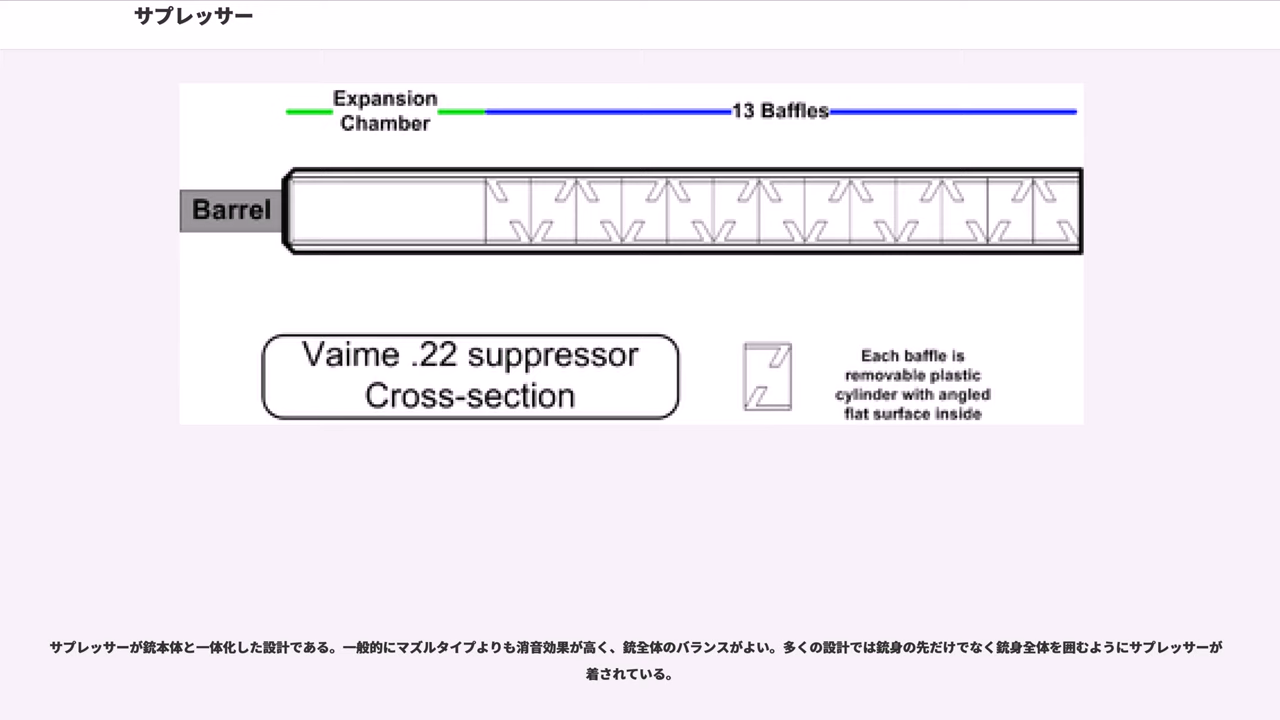 サプレッサー
Expansion
Chamber
13 Baffles
Barrel
Vaime .22 suppressor
Cross-section
Each baffle is
removable plastic
cylinder with angled
flat surface inside
サプレッサーが銃本体と一体化した設計である。一般的にマズルタイプよりも消音効果が高く、銃全体のバランスがよい。多くの設計では銃身の先だけでなく銃身全体を囲むようにサプレッサーが
着されている。